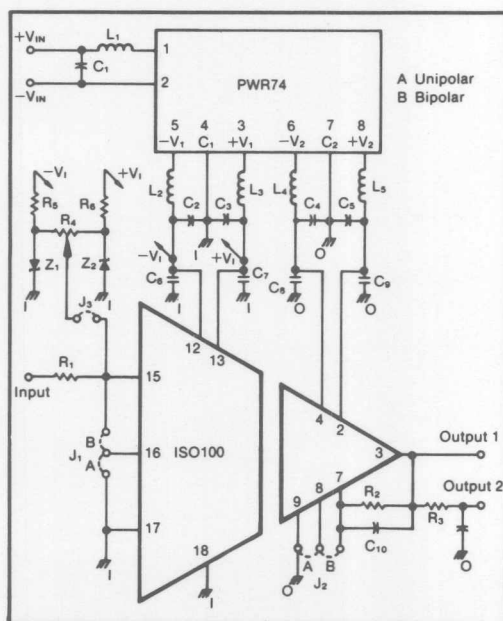 +VIN
L1
1
C1
−VIN
2
PWR74
A Unipolar
B Bipolar
5 4 3 6 7 8
−V1 C1 +V1 −V2 C2 +V2
L2 L3 L4 L5
C2 C3 C4 C5
I O
−V1 +V1
R5 R6
R4
Z1 Z2
I I
−V1 +V1
C6 C7 C8 C9
I I O O
J3
12 13
R1
Input
15
B
J1
16
A
ISO100
17
I
18
I
4 2
3
Output 1
9 8 7
R2
R3
Output 2
C10
A B
J2
O
O